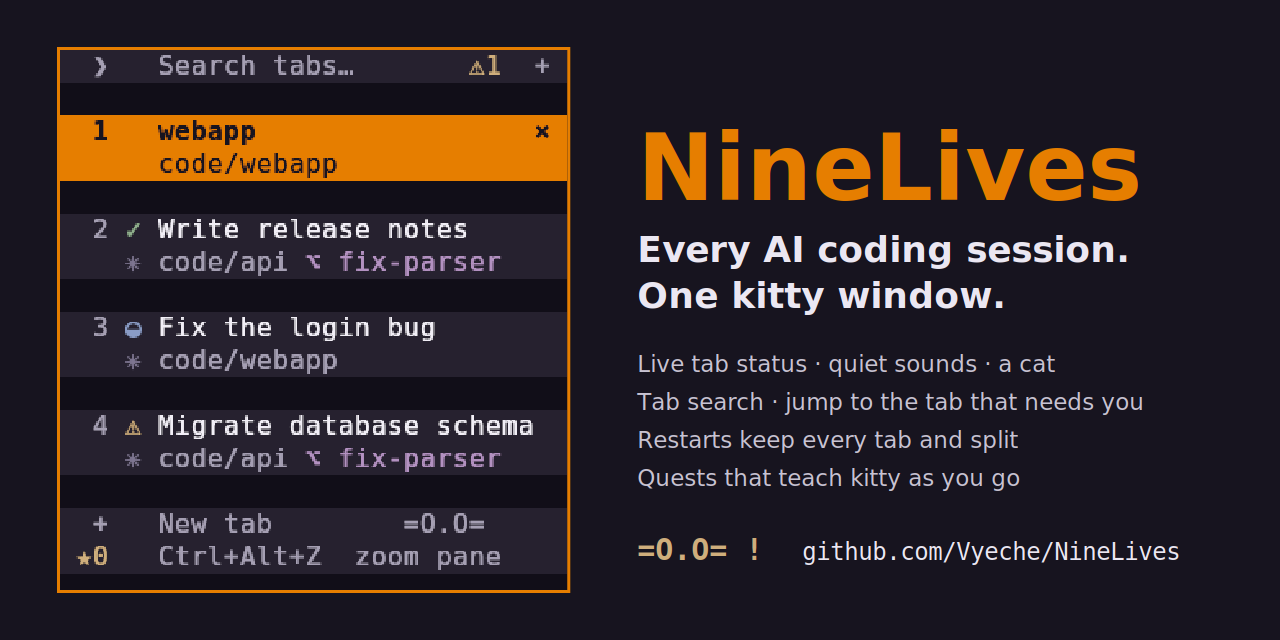 ❯ Search tabs… ⚠1 +
1 webapp ×
code/webapp
2 ✓ Write release notes
✳ code/api ⌥ fix-parser
3 ◒ Fix the login bug
✳ code/webapp
4 ⚠ Migrate database schema
✳ code/api ⌥ fix-parser
+ New tab =O.O=
★0 Ctrl+Alt+Z zoom pane
NineLives
Every AI coding session.
One kitty window.
Live tab status · quiet sounds · a cat
Tab search · jump to the tab that needs you
Restarts keep every tab and split
Quests that teach kitty as you go
=O.O= ! github.com/Vyeche/NineLives